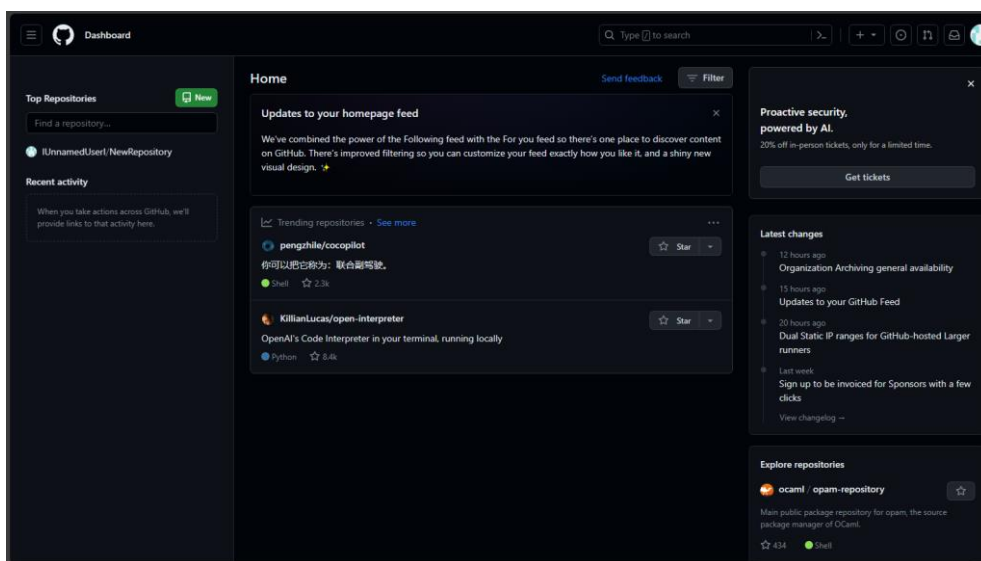 Dashboard
Type / to search
Top Repositories
New
Find a repository...
IUnnamedUserI/NewRepository
Recent activity
When you take actions across GitHub, we'll
provide links to that activity here.
Home
Send feedback
Filter
Updates to your homepage feed
We've combined the power of the Following feed with the For you feed so there's one place to discover content
on GitHub. There's improved filtering so you can customize your feed exactly how you like it, and a shiny new
visual design. ✨
Trending repositories · See more
pengzhile/cocopilot
Star
你可以把它称为：联合副驾驶。
Shell 2.3k
KillianLucas/open-interpreter
Star
OpenAI's Code Interpreter in your terminal, running locally
Python 8.4k
Proactive security,
powered by AI.
20% off in-person tickets, only for a limited time.
Get tickets
Latest changes
12 hours ago
Organization Archiving general availability
15 hours ago
Updates to your GitHub Feed
20 hours ago
Dual Static IP ranges for GitHub-hosted Larger
runners
Last week
Sign up to be invoiced for Sponsors with a few
clicks
View changelog →
Explore repositories
ocaml / opam-repository
Main public package repository for opam, the source
package manager of OCaml.
434 Shell